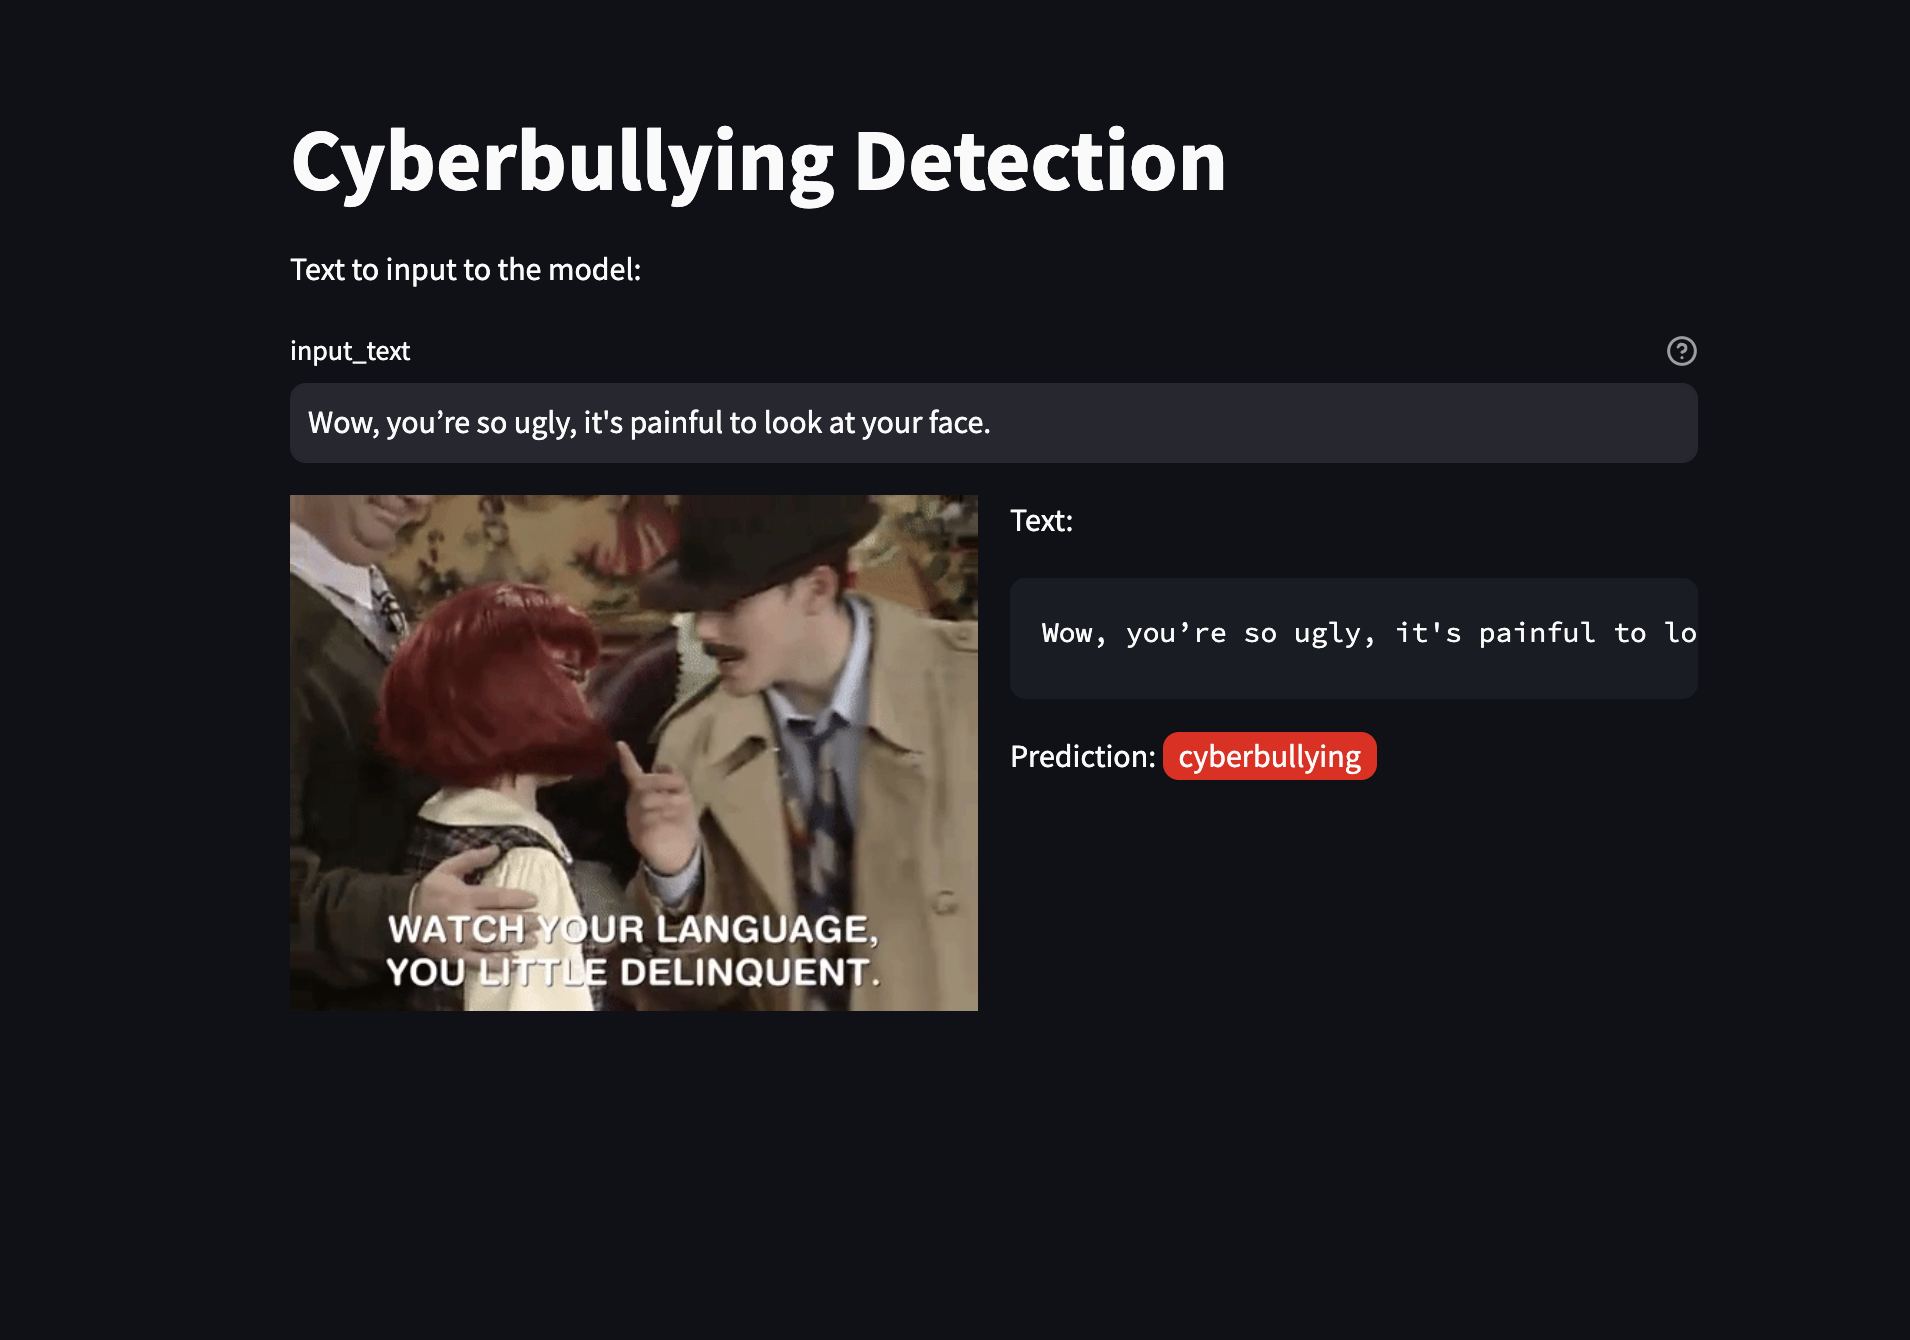 Cyberbullying Detection
Text to input to the model:
input_text
Wow, you’re so ugly, it's painful to look at your face.
Text:
Wow, you’re so ugly, it's painful to lo
Prediction: cyberbullying
WATCH YOUR LANGUAGE,
YOU LITTLE DELINQUENT.